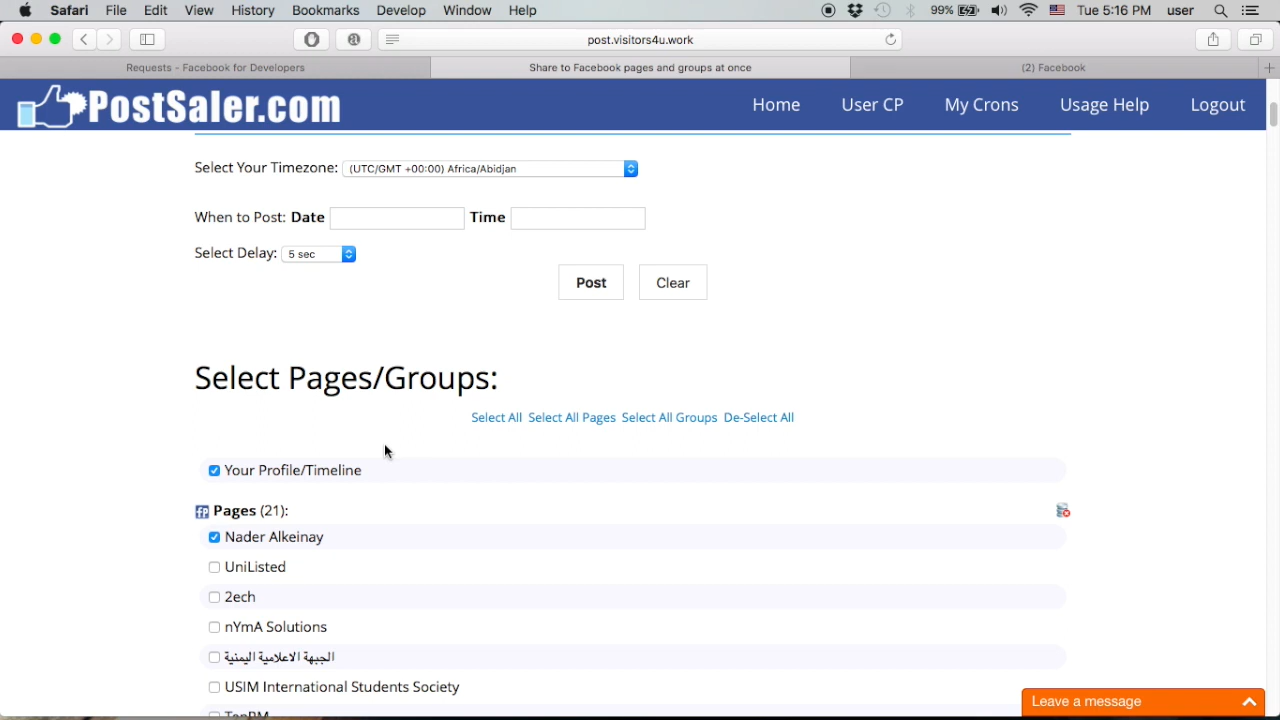 Safari File Edit View History Bookmarks Develop Window Help 99% Tue 5:16 PM user
post.visitors4u.work
Requests - Facebook for Developers Share to Facebook pages and groups at once (2) Facebook
PostSaler.com Home User CP My Crons Usage Help Logout
Select Your Timezone: (UTC/GMT +00:00) Africa/Abidjan
When to Post: Date Time
Select Delay: 5 sec
Post Clear
Select Pages/Groups:
Select All Select All Pages Select All Groups De-Select All
Your Profile/Timeline
Pages (21):
Nader Alkeinay
UniListed
2ech
nYmA Solutions
الجبهة الاعلامية اليمنية
USIM International Students Society
Leave a message